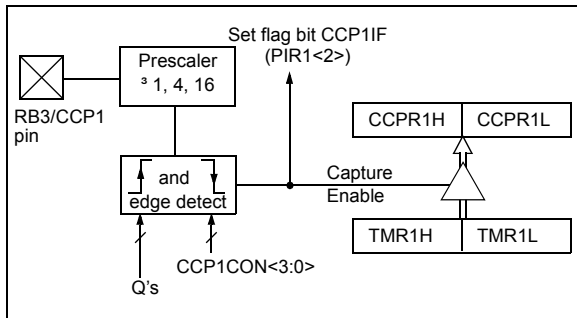 Set flag bit CCP1IF
(PIR1<2>)
Prescaler
³ 1, 4, 16
RB3/CCP1
pin
CCPR1H
CCPR1L
and
edge detect
Capture
Enable
TMR1H
TMR1L
CCP1CON<3:0>
Q's